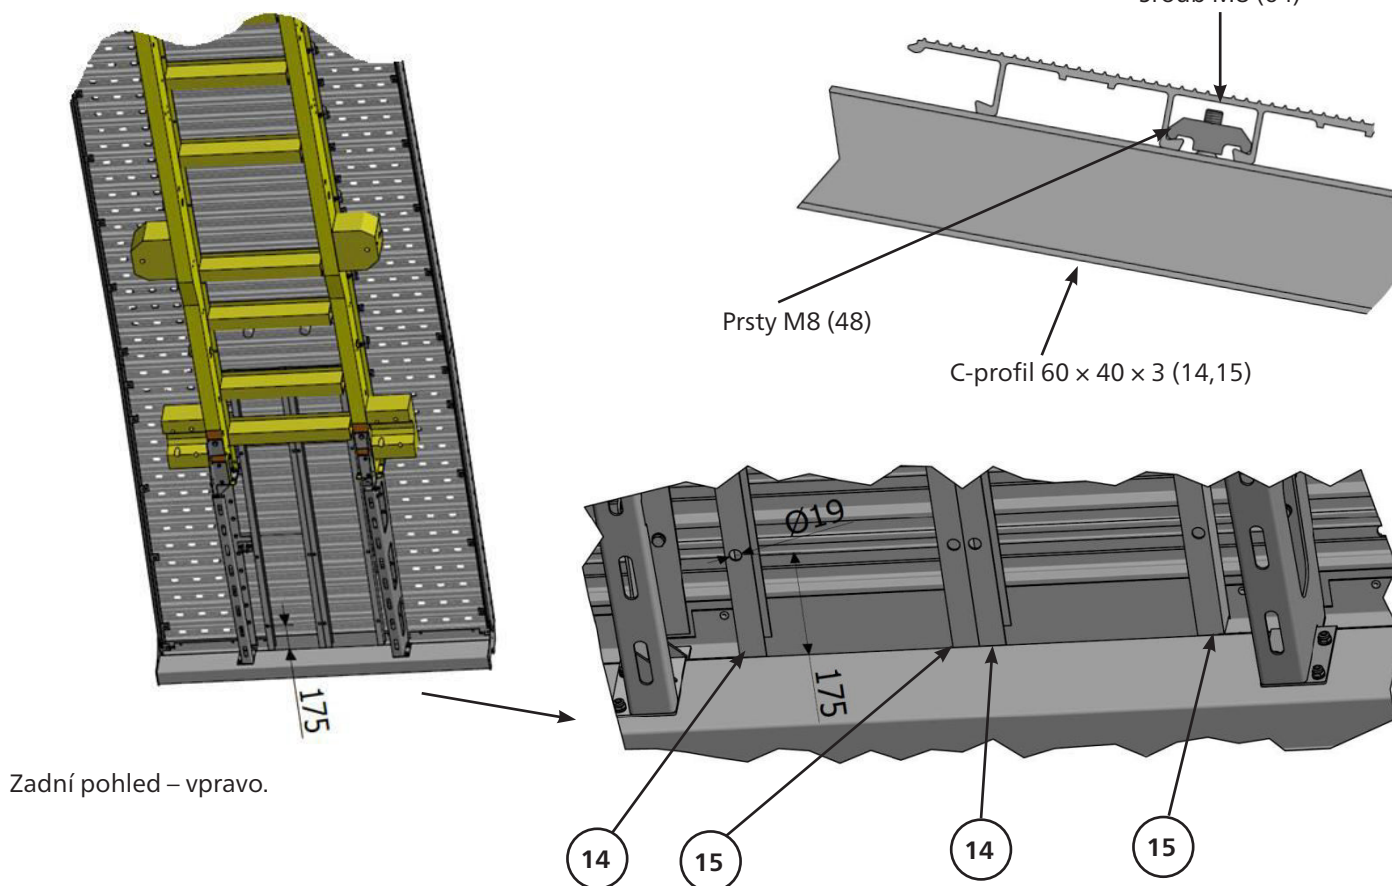 Prsty M8 (48)
C-profil 60 × 40 × 3 (14,15)
Ø19
175
175
Zadní pohled – vpravo.
14
15
14
15